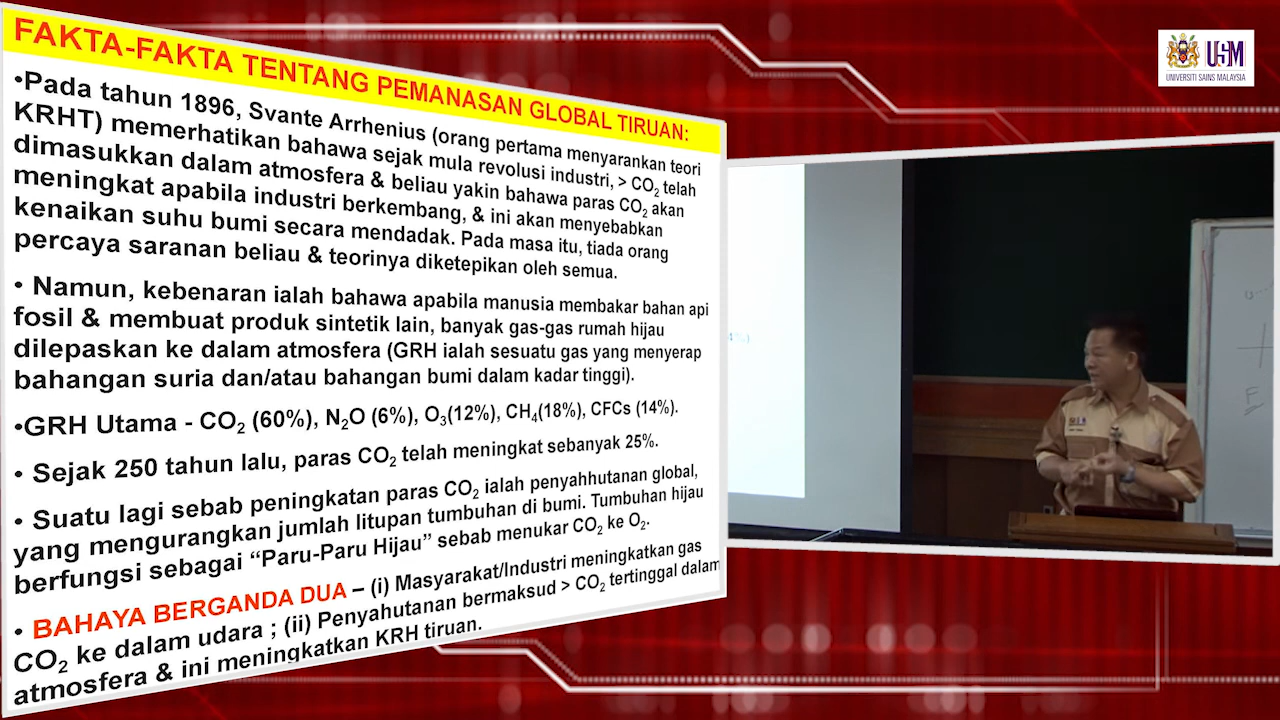 FAKTA-FAKTA TENTANG PEMANASAN GLOBAL TIRUAN:
•Pada tahun 1896, Svante Arrhenius (orang pertama menyarankan teori
KRHT) memerhatikan bahawa sejak mula revolusi industri, > CO₂ telah
dimasukkan dalam atmosfera & beliau yakin bahawa paras CO₂ akan
meningkat apabila industri berkembang, & ini akan menyebabkan
kenaikan suhu bumi secara mendadak. Pada masa itu, tiada orang
percaya saranan beliau & teorinya diketepikan oleh semua.
• Namun, kebenaran ialah bahawa apabila manusia membakar bahan api
fosil & membuat produk sintetik lain, banyak gas-gas rumah hijau
dilepaskan ke dalam atmosfera (GRH ialah sesuatu gas yang menyerap
bahangan suria dan/atau bahangan bumi dalam kadar tinggi).
•GRH Utama - CO₂ (60%), N₂O (6%), O₃(12%), CH₄(18%), CFCs (14%).
• Sejak 250 tahun lalu, paras CO₂ telah meningkat sebanyak 25%.
• Suatu lagi sebab peningkatan paras CO₂ ialah penyahhutanan global,
yang mengurangkan jumlah litupan tumbuhan di bumi. Tumbuhan hijau
berfungsi sebagai “Paru-Paru Hijau” sebab menukar CO₂ ke O₂.
• BAHAYA BERGANDA DUA – (i) Masyarakat/Industri meningkatkan gas
CO₂ ke dalam udara ; (ii) Penyahutanan bermaksud > CO₂ tertinggal dalam
atmosfera & ini meningkatkan KRH tiruan.
USM
UNIVERSITI SAINS MALAYSIA